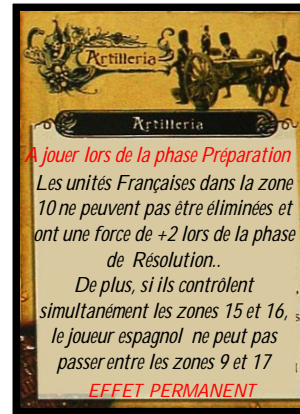 Artilleria
Artilleria
A jouer lors de la phase Préparation
Les unités Françaises dans la zone
10 ne peuvent pas être éliminées et
ont une force de +2 lors de la phase
de Résolution..
De plus, si ils contrôlent
simultanément les zones 15 et 16,
le joueur espagnol ne peut pas
passer entre les zones 9 et 17
EFFET PERMANENT